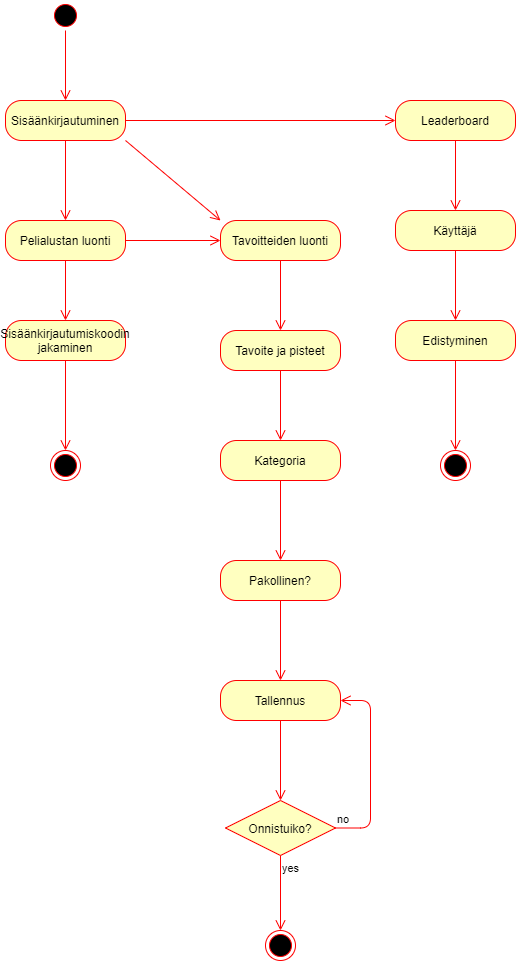 Sisäänkirjautuminen
Leaderboard
Pelialustan luonti
Tavoitteiden luonti
Käyttäjä
Sisäänkirjautumiskoodin
jakaminen
Tavoite ja pisteet
Edistyminen
Kategoria
Pakollinen?
Tallennus
Onnistuiko?
no
yes